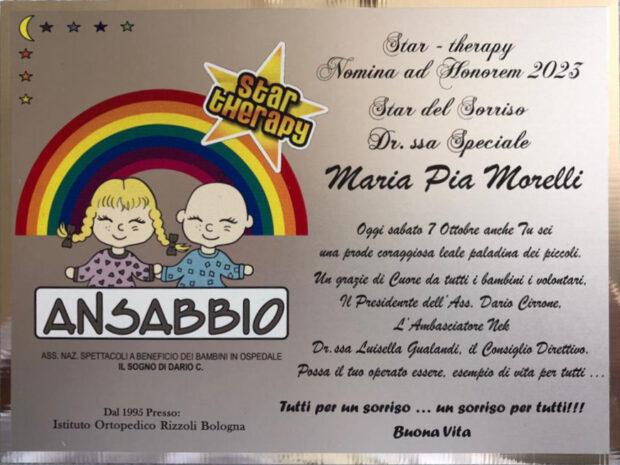 Star - therapy
Nomina ad Honorem 2023
Star del Sorriso
Dr. ssa Speciale
Maria Pia Morelli
star
therapy
Oggi sabato 7 Ottobre anche Tu sei
una prode coraggiosa leale paladina dei piccoli.
Un grazie di Cuore da tutti i bambini i volontari,
Il Presidenrte dell'Ass. Dario Cirrone,
L'Ambasciatore Nek
Dr. ssa Luisella Gualandi, il Consiglio Direttivo.
Possa il tuo operato essere, esempio di vita per tutti ...
Tutti per un sorriso ... un sorriso per tutti!!!
Buona Vita
ANSABBIO
ASS. NAZ. SPETTACOLI A BENEFICIO DEI BAMBINI IN OSPEDALE
IL SOGNO DI DARIO C.
Dal 1995 Presso:
Istituto Ortopedico Rizzoli Bologna